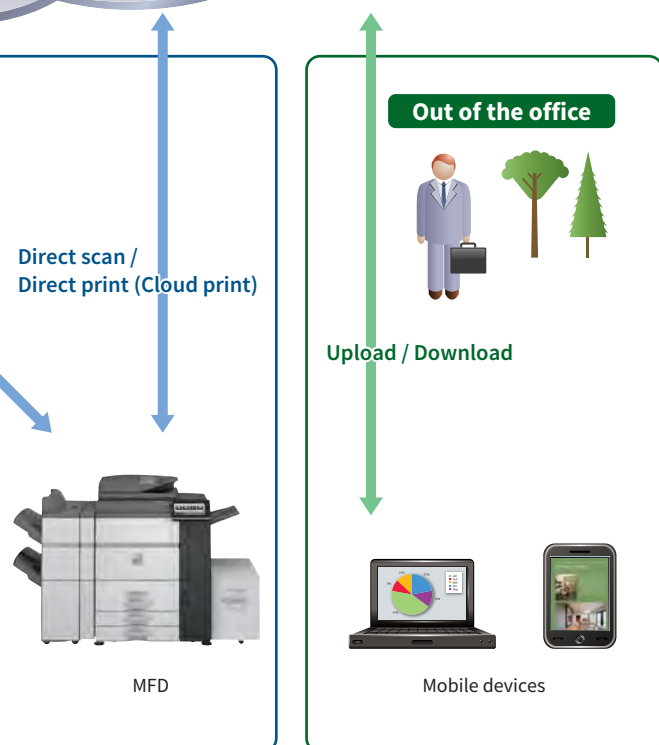 Out of the office
Direct scan /
Direct print (Cloud print)
Upload / Download
MFD
Mobile devices